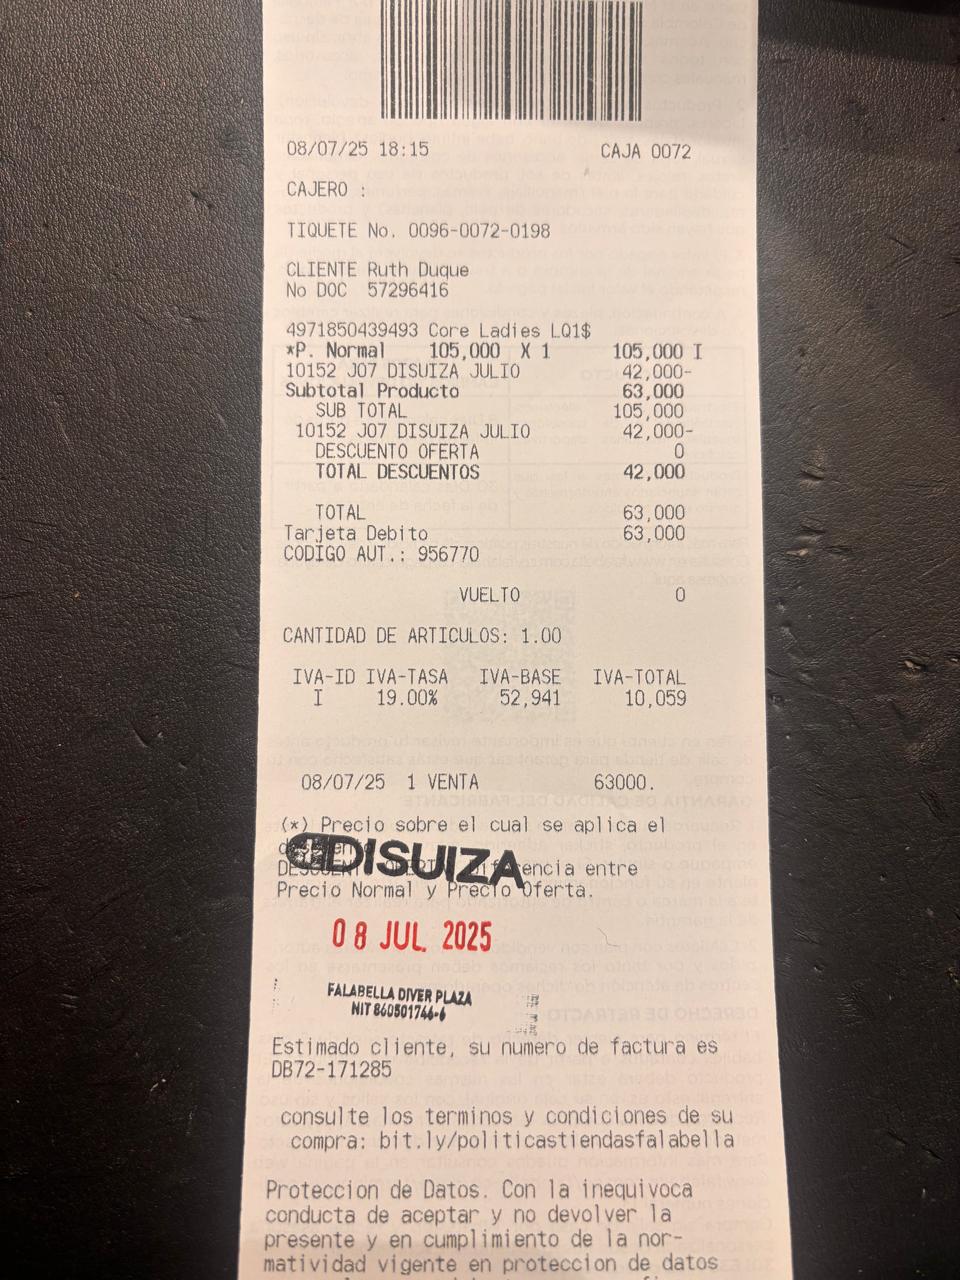 08/07/25 18:15 CAJA 0072
CAJERO :
TIQUETE No. 0096-0072-0198
CLIENTE Ruth Duque
No DOC 57296416
4971850439493 Core Ladies LQ1$
*P. Normal 105,000 X 1 105,000 I
10152 J07 DISUIZA JULIO 42,000-
Subtotal Producto 63,000
SUB TOTAL 105,000
10152 J07 DISUIZA JULIO 42,000-
DESCUENTO OFERTA 0
TOTAL DESCUENTOS 42,000
TOTAL 63,000
Tarjeta Debito 63,000
CODIGO AUT.: 956770
VUELTO 0
CANTIDAD DE ARTICULOS: 1.00
IVA-ID IVA-TASA IVA-BASE IVA-TOTAL
I 19.00% 52,941 10,059
08/07/25 1 VENTA 63000.
(*) Precio sobre el cual se aplica el
descuento
DISUIZA
DESCUENTO OFERTA: Diferencia entre
Precio Normal y Precio Oferta.
08 JUL. 2025
FALABELLA DIVER PLAZA
NIT 860501744-6
Estimado cliente, su numero de factura es
DB72-171285
consulte los terminos y condiciones de su
compra: bit.ly/politicastiendasfalabella
Proteccion de Datos. Con la inequivoca
conducta de aceptar y no devolver la
presente y en cumplimiento de la nor-
matividad vigente en proteccion de datos